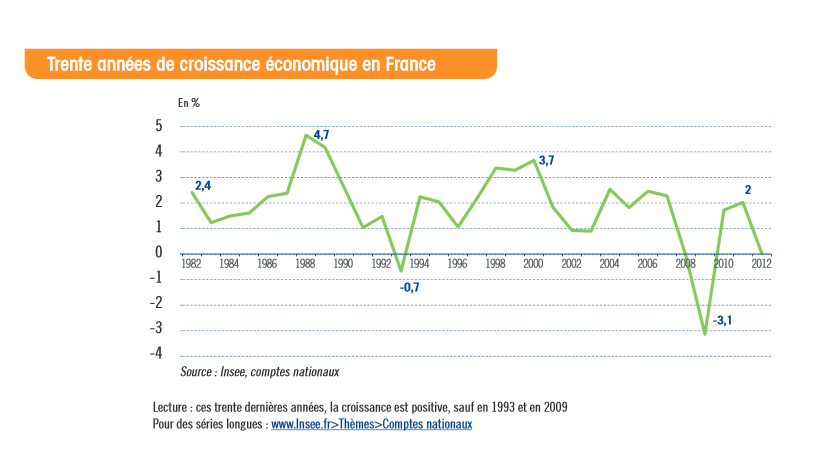 Trente années de croissance économique en France
En %
5
4
3
2
1
0
–1
–2
–3
–4
2,4
4,7
-0,7
3,7
-3,1
2
1982 1984 1986 1988 1990 1992 1994 1996 1998 2000 2002 2004 2006 2008 2010 2012
Source : Insee, comptes nationaux
Lecture : ces trente dernières années, la croissance est positive, sauf en 1993 et en 2009
Pour des séries longues : www.Insee.fr>Thèmes>Comptes nationaux